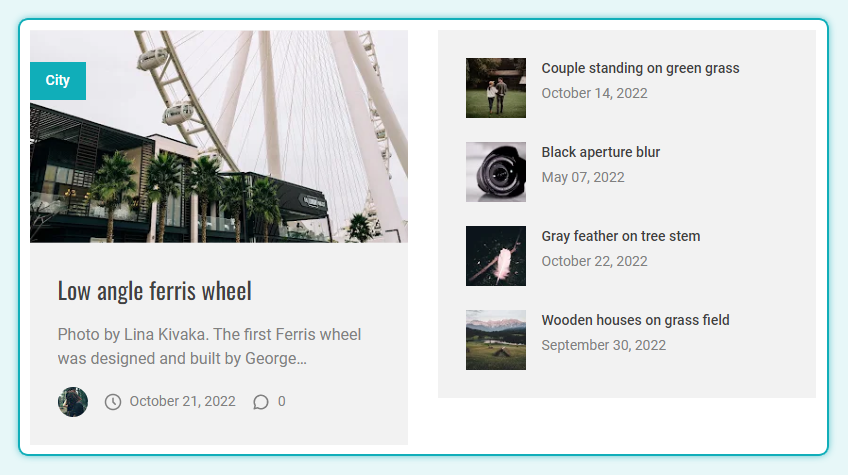 City
Low angle ferris wheel
Photo by Lina Kivaka. The first Ferris wheel
was designed and built by George...
October 21, 2022
0
Couple standing on green grass
October 14, 2022
Black aperture blur
May 07, 2022
Gray feather on tree stem
October 22, 2022
Wooden houses on grass field
September 30, 2022